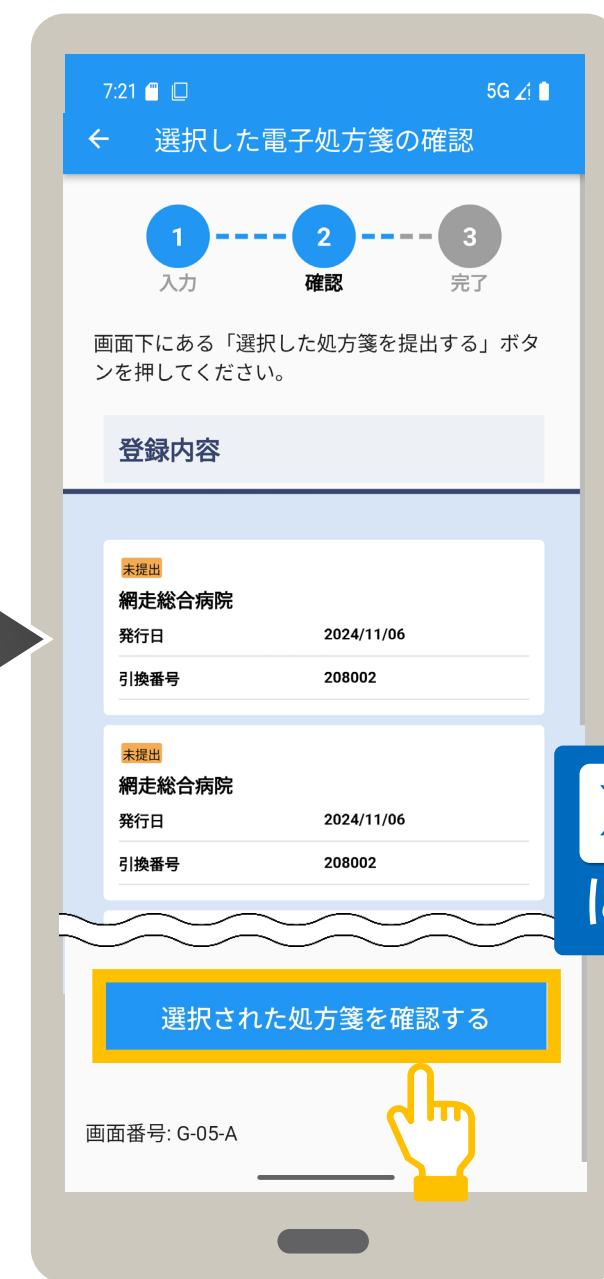 7:21
5G
選択した電子処方箋の確認
1
2
3
入力
確認
完了
画面下にある「選択した処方箋を提出する」ボタ
ンを押してください。
登録内容
未提出
網走総合病院
発行日 2024/11/06
引換番号 208002
未提出
網走総合病院
発行日 2024/11/06
引換番号 208002
選択された処方箋を確認する
画面番号: G-05-A